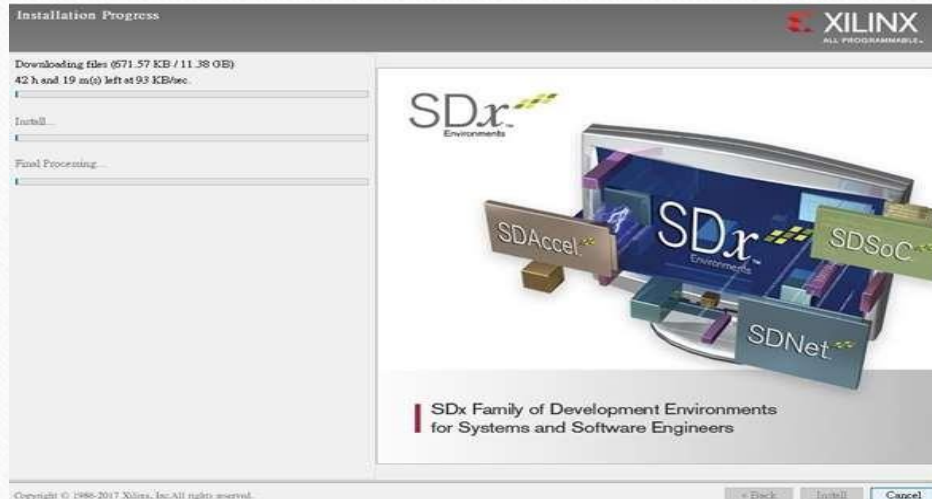 Installation Progress
XILINX
ALL PROGRAMMABLE.
Downloading files (671.57 KB / 11.38 GB)
42 h and 19 m(s) left at 93 KB/sec.
Install...
Final Processing...
SDx™
Environments
SDAccel
SDx™
Environments
SDSoC
SDNet
SDx Family of Development Environments
for Systems and Software Engineers
Copyright © 1986-2017 Xilinx, Inc. All rights reserved.
< Back
Install
Cancel